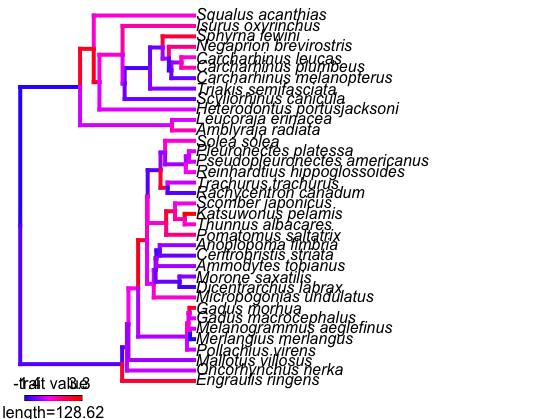 Squalus acanthias
Isurus oxyrinchus
Sphyrna tewini
Negaprion brevirostris
Carcharhinus leucas
Carcharhinus plumbeus
Carcharhinus melanopterus
Triakis semifasciata
Scyliorhinus canicula
Heterodontus portusjacksoni
Leucoraja erinacea
Amblyraja radiata
Solea solea
Pleuronectes platessa
Pseudopleuronectes americanus
Reinhardtius hippoglossoides
Trachurus trachurus
Rachycentron canadum
Scomber japonicus
Katsuwonus pelamis
Thunnus albacares
Pomatomus saltatrix
Anoplopoma fimbria
Centropristis striata
Ammodytes tobianus
Morone saxatilis
Dicentrarchus labrax
Micropogonias undulatus
Gadus morhua
Gadus macrocephalus
Melanogrammus aeglefinus
Merlangius merlangus
Pollachius virens
Mallotus villosus
Oncorhynchus nerka
Engraulis ringens
trait value
length=128.62